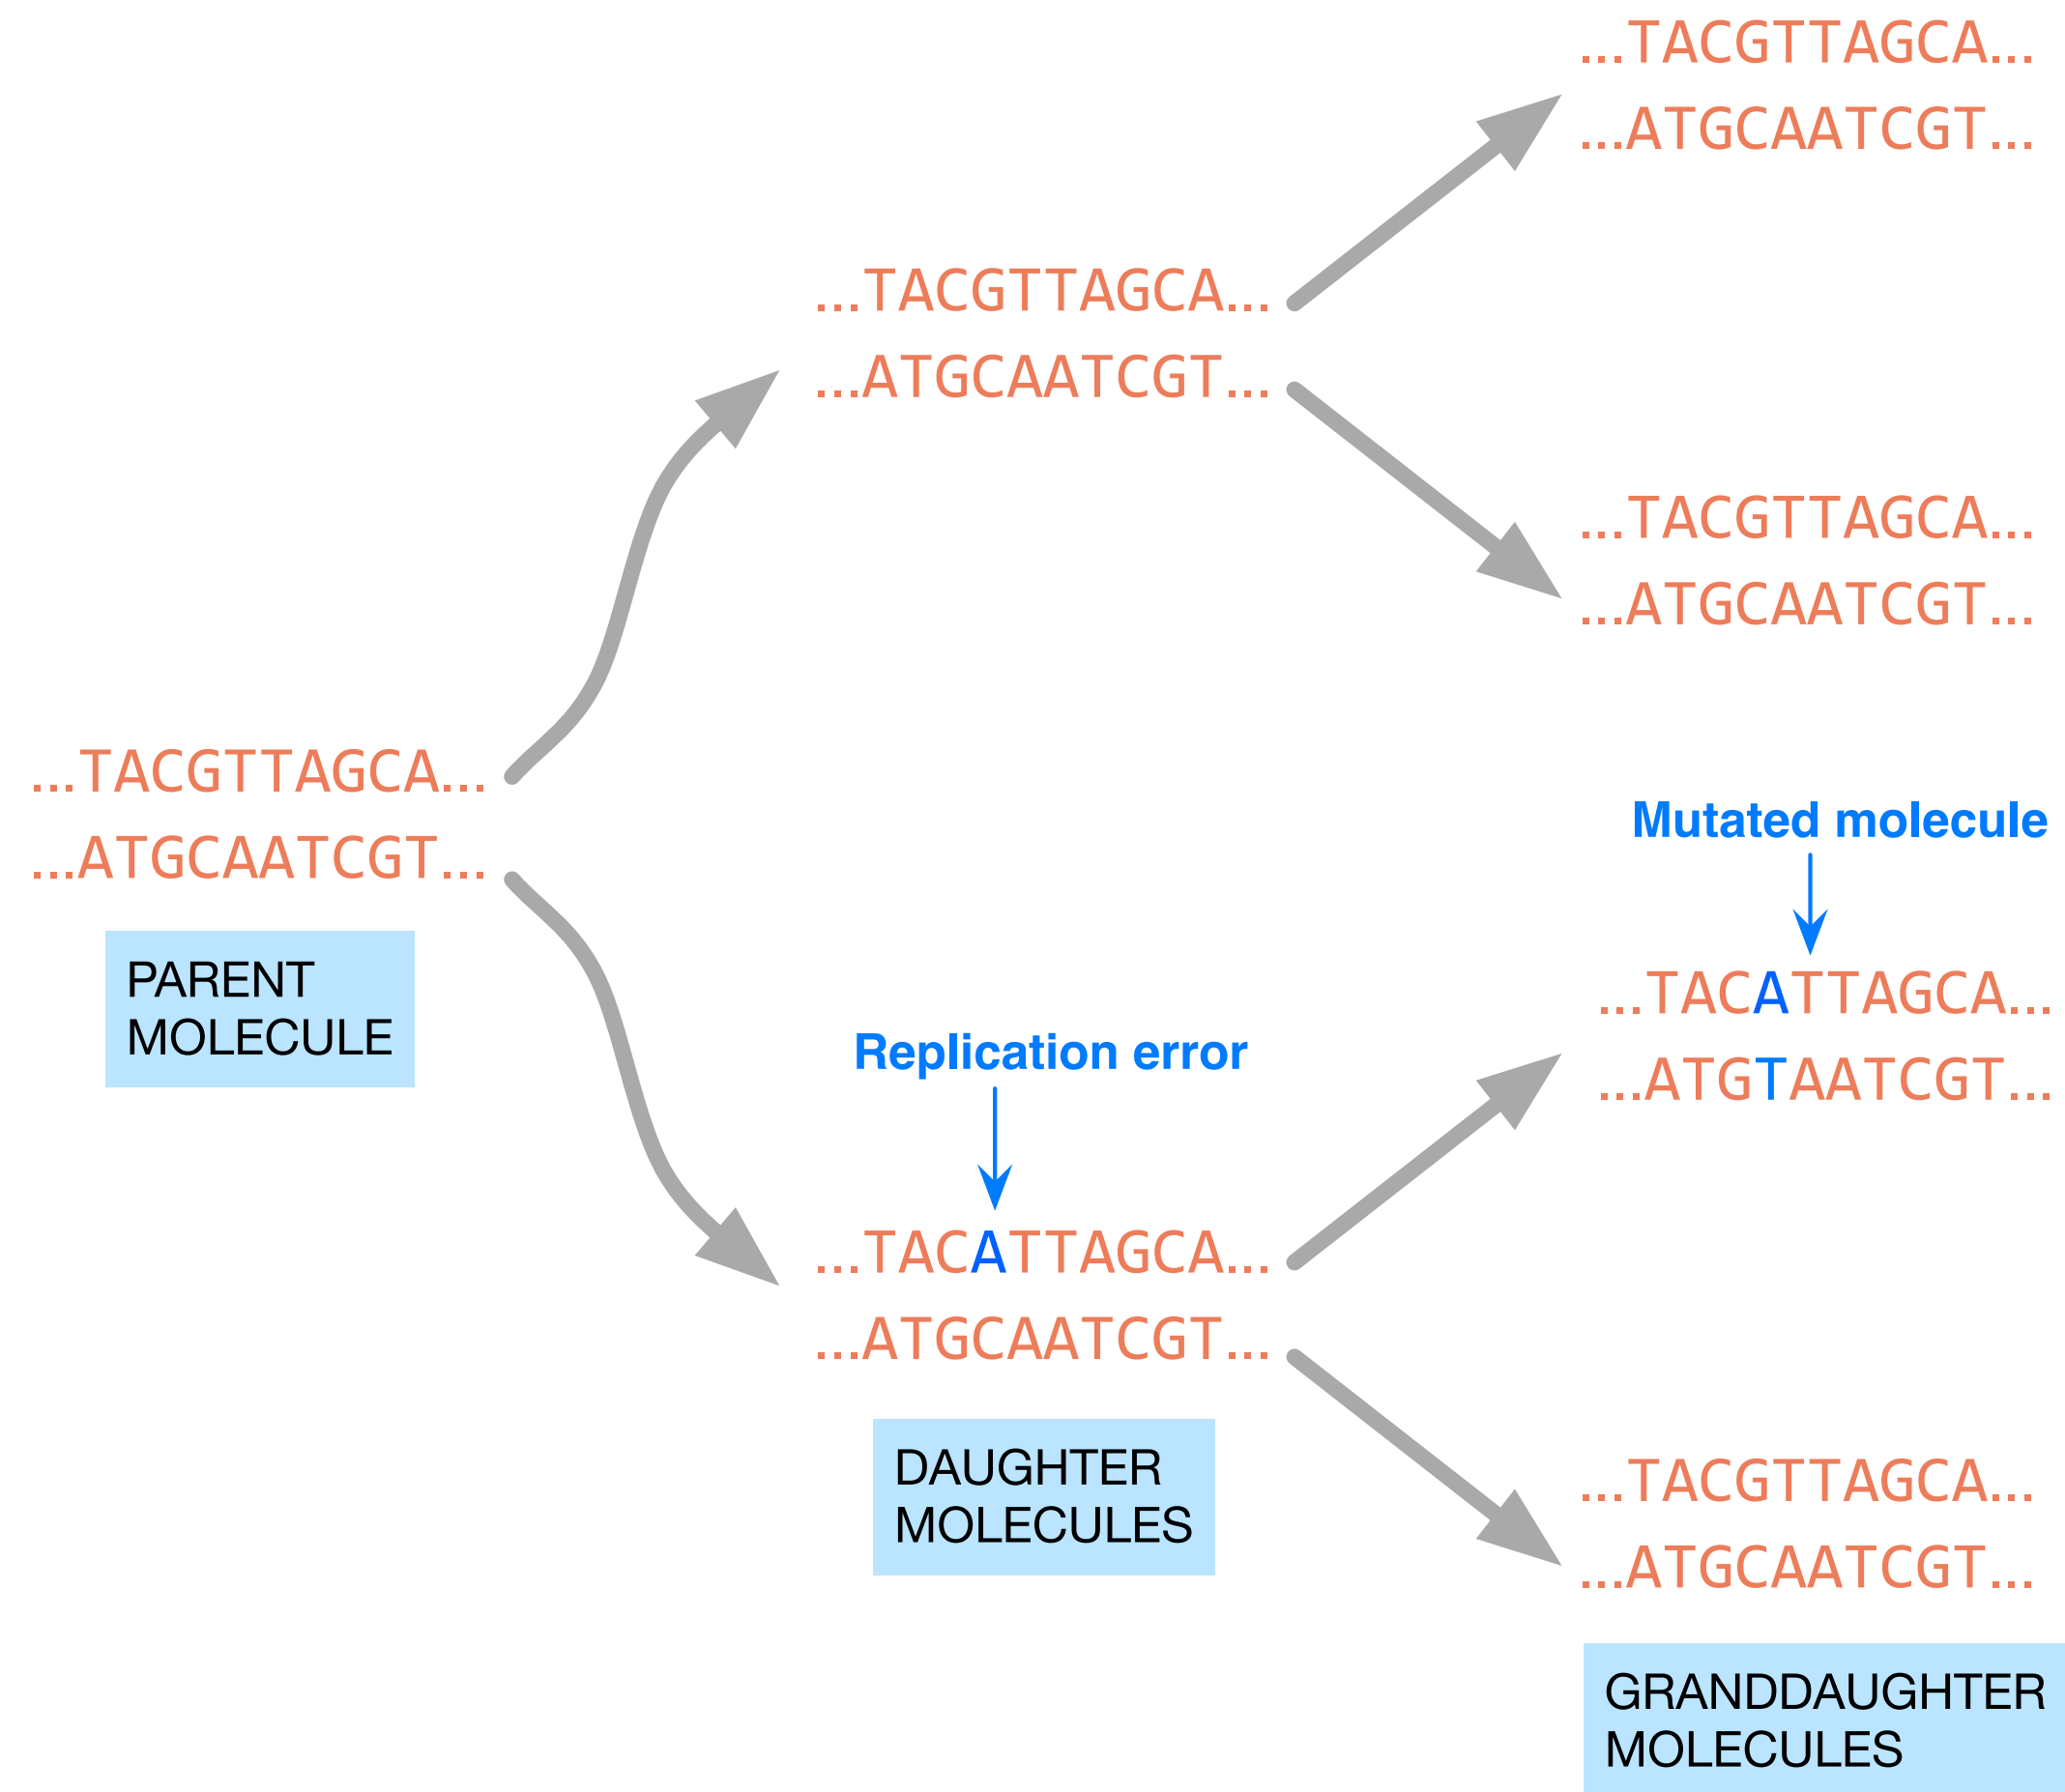 ...TACGTTAGCA...
...ATGCAATCGT...
PARENT
MOLECULE
...TACGTTAGCA...
...ATGCAATCGT...
Replication error
...TACATTAGCA...
...ATGCAATCGT...
DAUGHTER
MOLECULES
...TACGTTAGCA...
...ATGCAATCGT...
...TACGTTAGCA...
...ATGCAATCGT...
Mutated molecule
...TACATTAGCA...
...ATGTAATCGT...
...TACGTTAGCA...
...ATGCAATCGT...
GRANDDAUGHTER
MOLECULES